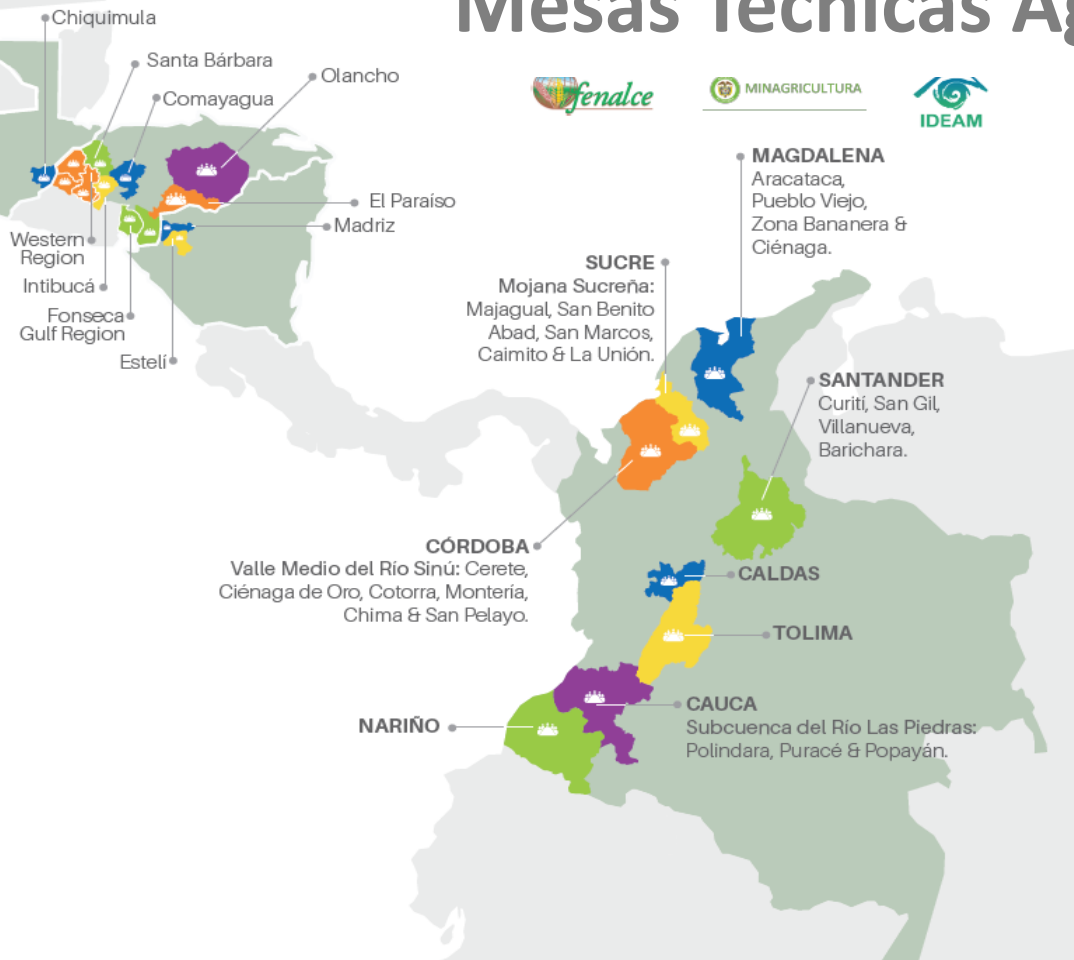 Mesas Técnicas Ag
Chiquimula
Santa Bárbara
Olancho
Comayagua
fenalce
MINAGRICULTURA
IDEAM
El Paraíso
Madriz
Western
Region
Intibucá
Fonseca
Gulf Region
Estelí
MAGDALENA
Aracataca,
Pueblo Viejo,
Zona Bananera &
Ciénaga.
SUCRE
Mojana Sucreña:
Majagual, San Benito
Abad, San Marcos,
Caimito & La Unión.
SANTANDER
Curití, San Gil,
Villanueva,
Barichara.
CÓRDOBA
Valle Medio del Río Sinú: Cerete,
Ciénaga de Oro, Cotorra, Montería,
Chima & San Pelayo.
CALDAS
TOLIMA
NARIÑO
CAUCA
Subcuenca del Río Las Piedras:
Polindara, Puracé & Popayán.